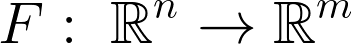 F : ℝⁿ → ℝᵐ